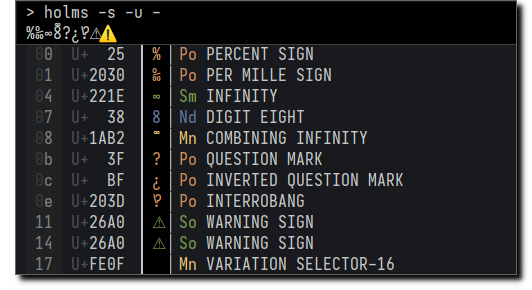 > holms -s -u -
%‰∞8᪲?¿‽⚠⚠️
00 U+ 25 % Po PERCENT SIGN
01 U+2030 ‰ Po PER MILLE SIGN
04 U+221E ∞ Sm INFINITY
07 U+ 38 8 Nd DIGIT EIGHT
08 U+1AB2 ᪲ Mn COMBINING INFINITY
0b U+ 3F ? Po QUESTION MARK
0c U+ BF ¿ Po INVERTED QUESTION MARK
0e U+203D ‽ Po INTERROBANG
11 U+26A0 ⚠ So WARNING SIGN
14 U+26A0 ⚠ So WARNING SIGN
17 U+FE0F Mn VARIATION SELECTOR-16